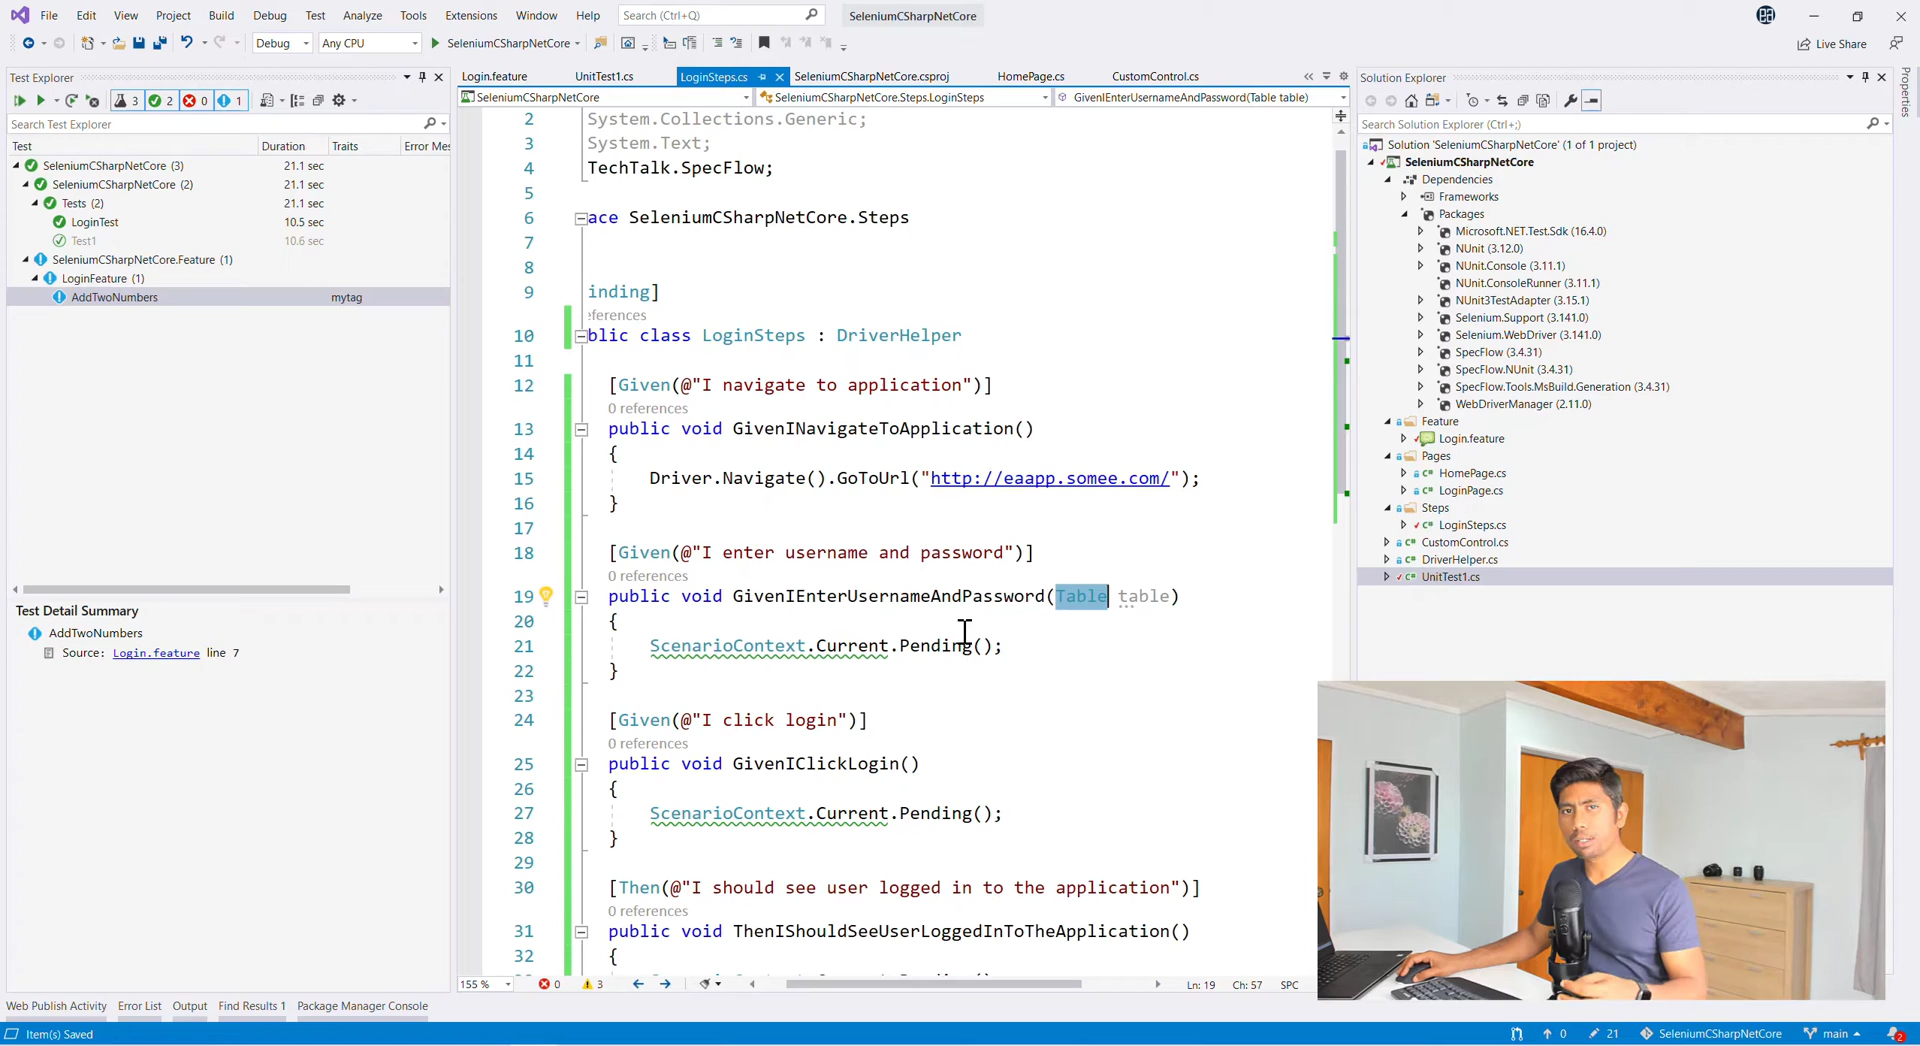 File Edit View Project Build Debug Test Analyze Tools Extensions Window Help Search (Ctrl+Q) SeleniumCSharpNetCore
Debug Any CPU SeleniumCSharpNetCore Live Share
Test Explorer
3 2 0 1
Search Test Explorer
Test Duration Traits Error Mes
SeleniumCSharpNetCore (3) 21.1 sec
SeleniumCSharpNetCore (2) 21.1 sec
Tests (2) 21.1 sec
LoginTest 10.5 sec
Test1 10.6 sec
SeleniumCSharpNetCore.Feature (1)
LoginFeature (1)
AddTwoNumbers mytag
Test Detail Summary
AddTwoNumbers
Source: Login.feature line 7
Login.feature UnitTest1.cs LoginSteps.cs SeleniumCSharpNetCore.csproj HomePage.cs CustomControl.cs
SeleniumCSharpNetCore SeleniumCSharpNetCore.Steps.LoginSteps GivenIEnterUsernameAndPassword(Table table)
2 System.Collections.Generic;
3 System.Text;
4 TechTalk.SpecFlow;
5
6 ace SeleniumCSharpNetCore.Steps
7
8
9 inding]
eferences
10 blic class LoginSteps : DriverHelper
11
12 [Given(@"I navigate to application")]
0 references
13 public void GivenINavigateToApplication()
14 {
15 Driver.Navigate().GoToUrl("http://eaapp.somee.com/");
16 }
17
18 [Given(@"I enter username and password")]
0 references
19 public void GivenIEnterUsernameAndPassword(Table table)
20 {
21 ScenarioContext.Current.Pending();
22 }
23
24 [Given(@"I click login")]
0 references
25 public void GivenIClickLogin()
26 {
27 ScenarioContext.Current.Pending();
28 }
29
30 [Then(@"I should see user logged in to the application")]
0 references
31 public void ThenIShouldSeeUserLoggedInToTheApplication()
32 {
155 % 0 3 Ln: 19 Ch: 57 SPC
Solution Explorer
Search Solution Explorer (Ctrl+;)
Solution 'SeleniumCSharpNetCore' (1 of 1 project)
SeleniumCSharpNetCore
Dependencies
Frameworks
Packages
Microsoft.NET.Test.Sdk (16.4.0)
NUnit (3.12.0)
NUnit.Console (3.11.1)
NUnit.ConsoleRunner (3.11.1)
NUnit3TestAdapter (3.15.1)
Selenium.Support (3.141.0)
Selenium.WebDriver (3.141.0)
SpecFlow (3.4.31)
SpecFlow.NUnit (3.4.31)
SpecFlow.Tools.MsBuild.Generation (3.4.31)
WebDriverManager (2.11.0)
Feature
Login.feature
Pages
HomePage.cs
LoginPage.cs
Steps
LoginSteps.cs
CustomControl.cs
DriverHelper.cs
UnitTest1.cs
Properties
Web Publish Activity Error List Output Find Results 1 Package Manager Console
Item(s) Saved 0 21 SeleniumCSharpNetCore main 2